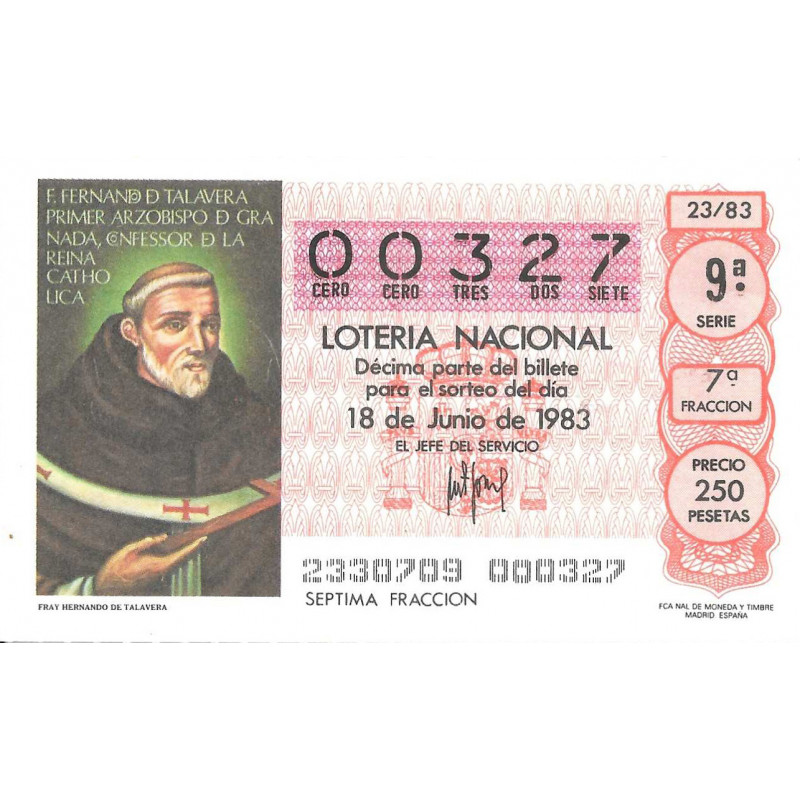 F. FERNANDO D TALAVERA
PRIMER ARZOBISPO D GRA
NADA, CONFESSOR D LA
REINA
CATHO
LICA
FRAY HERNANDO DE TALAVERA
00327
CERO CERO TRES DOS SIETE
LOTERIA NACIONAL
Décima parte del billete
para el sorteo del día
18 de Junio de 1983
EL JEFE DEL SERVICIO
2330709 000327
SEPTIMA FRACCION
23/83
9ª
SERIE
7ª
FRACCION
PRECIO
250
PESETAS
FCA NAL DE MONEDA Y TIMBRE
MADRID ESPAÑA